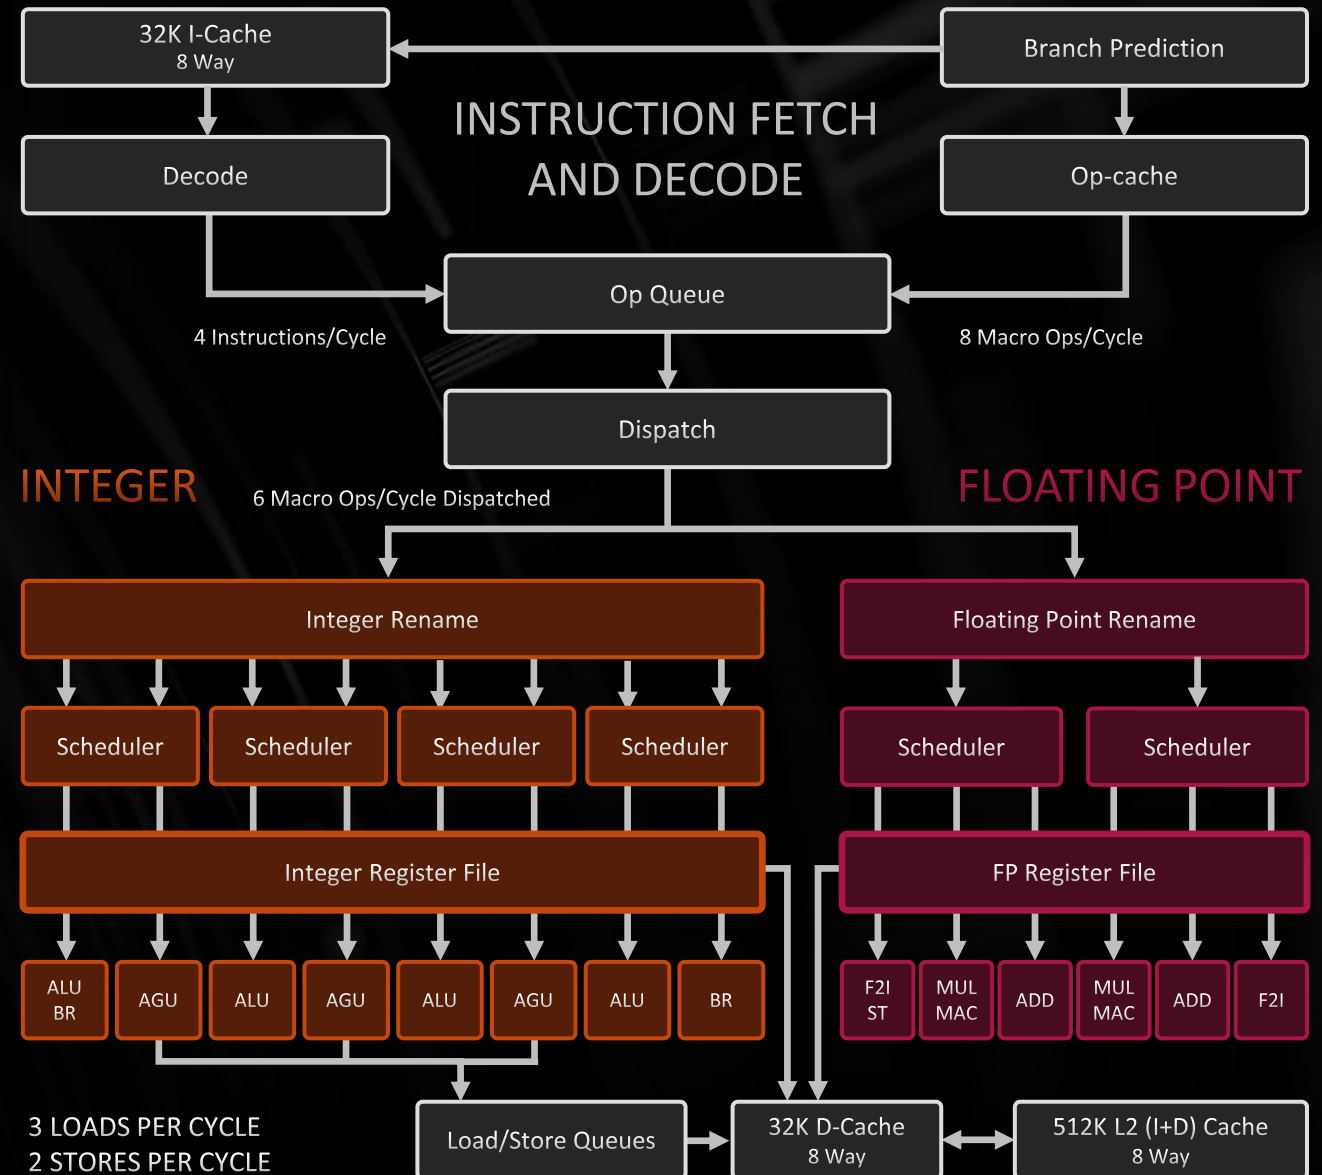 32K I-Cache
8 Way
Branch Prediction
INSTRUCTION FETCH
AND DECODE
Decode
Op-cache
Op Queue
4 Instructions/Cycle
8 Macro Ops/Cycle
Dispatch
INTEGER
6 Macro Ops/Cycle Dispatched
FLOATING POINT
Integer Rename
Floating Point Rename
Scheduler
Scheduler
Scheduler
Scheduler
Scheduler
Scheduler
Integer Register File
FP Register File
ALU
BR
AGU
ALU
AGU
ALU
AGU
ALU
BR
F2I
ST
MUL
MAC
ADD
MUL
MAC
ADD
F2I
3 LOADS PER CYCLE
2 STORES PER CYCLE
Load/Store Queues
32K D-Cache
8 Way
512K L2 (I+D) Cache
8 Way